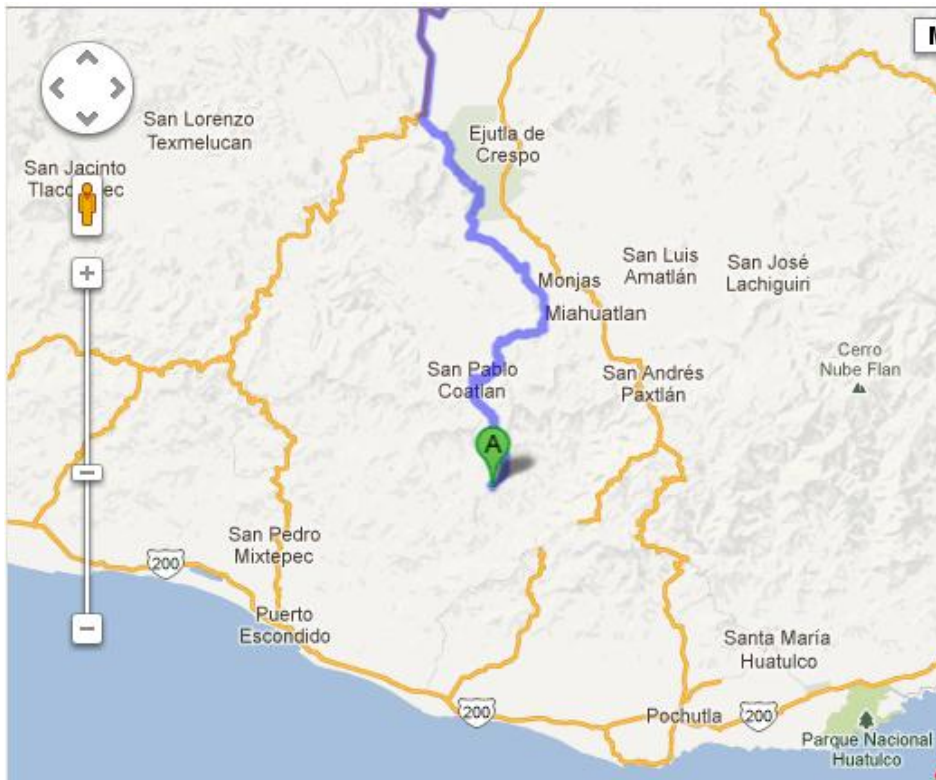 M
San Lorenzo
Texmelucan
Ejutla de
Crespo
San Jacinto
San Luis
Amatlán
San José
Lachiguiri
Monjas
Miahuatlan
Cerro
Nube Flan
San Pablo
Coatlan
San Andrés
Paxtlán
A
San Pedro
Mixtepec
200
Puerto
Escondido
Santa María
Huatulco
200
Pochutla
200
Parque Nacional
Huatulco